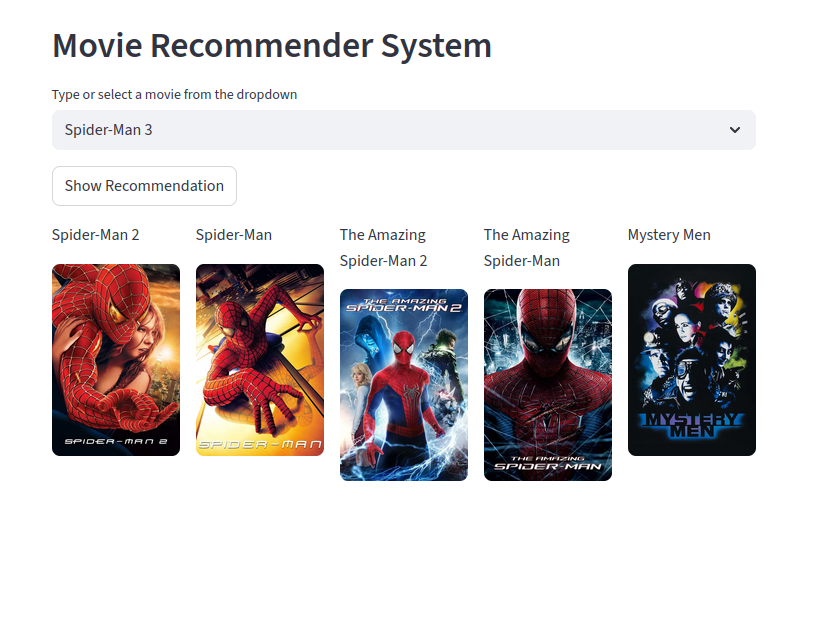 Movie Recommender System
Type or select a movie from the dropdown
Spider-Man 3
Show Recommendation
Spider-Man 2
Spider-Man
The Amazing
Spider-Man 2
The Amazing
Spider-Man
Mystery Men
SPIDER-MAN 2
SPIDER-MAN
THE AMAZING
SPIDER-MAN 2
THE AMAZING
SPIDER-MAN
MYSTERY
MEN